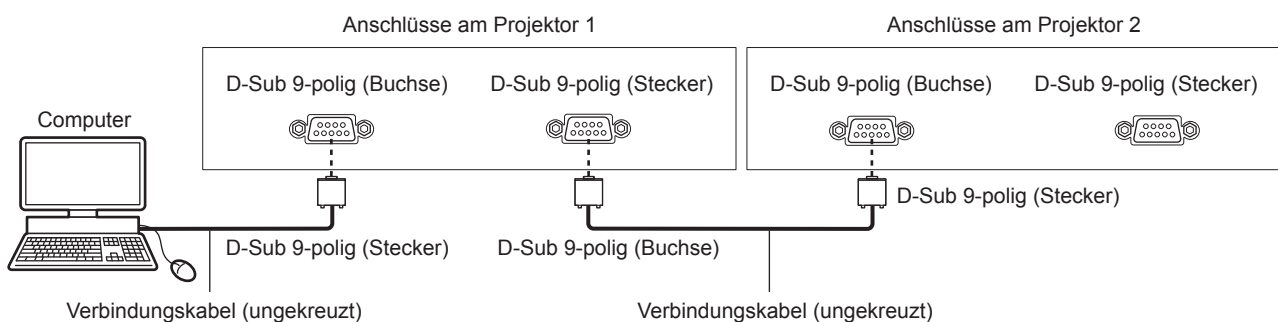 Anschlüsse am Projektor 1
Anschlüsse am Projektor 2
D-Sub 9-polig (Buchse)
D-Sub 9-polig (Stecker)
D-Sub 9-polig (Buchse)
D-Sub 9-polig (Stecker)
Computer
D-Sub 9-polig (Stecker)
D-Sub 9-polig (Stecker)
D-Sub 9-polig (Buchse)
Verbindungskabel (ungekreuzt)
Verbindungskabel (ungekreuzt)